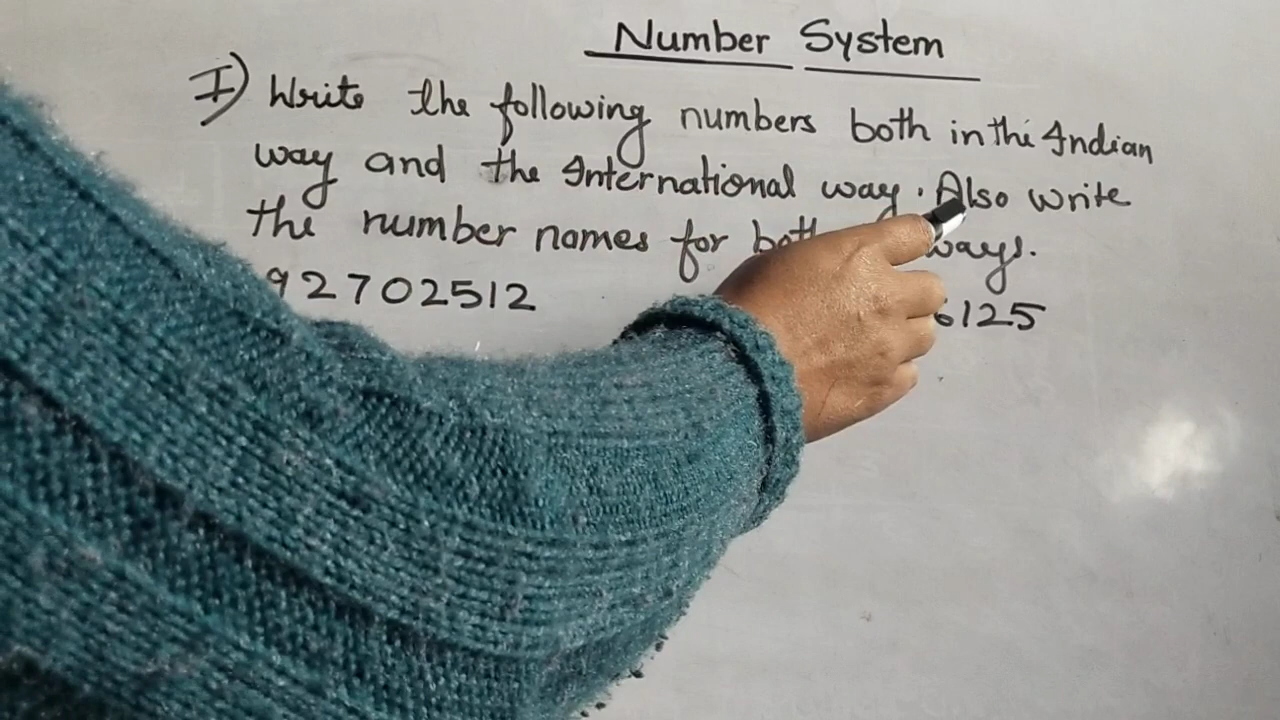 Number System
I) Write the following numbers both in the Indian
way and the International way. Also write
the number names for both ways.
92702512 6125